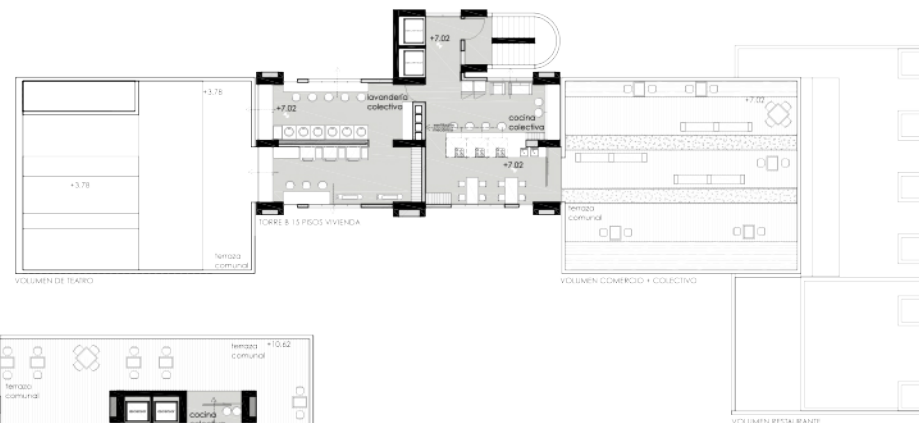 +7.02
+3.78
+7.02
lavandería
colectiva
cocina
colectiva
+7.02
+7.02
+3.78
terraza
comunal
terraza
comunal
TORRE B 15 PISOS VIVIENDA
VOLUMEN DE TEATRO
VOLUMEN COMERCIO + COLECTIVO
terraza
comunal
+10.62
terraza
comunal
cocina
VOLUMEN RESTAURANTE